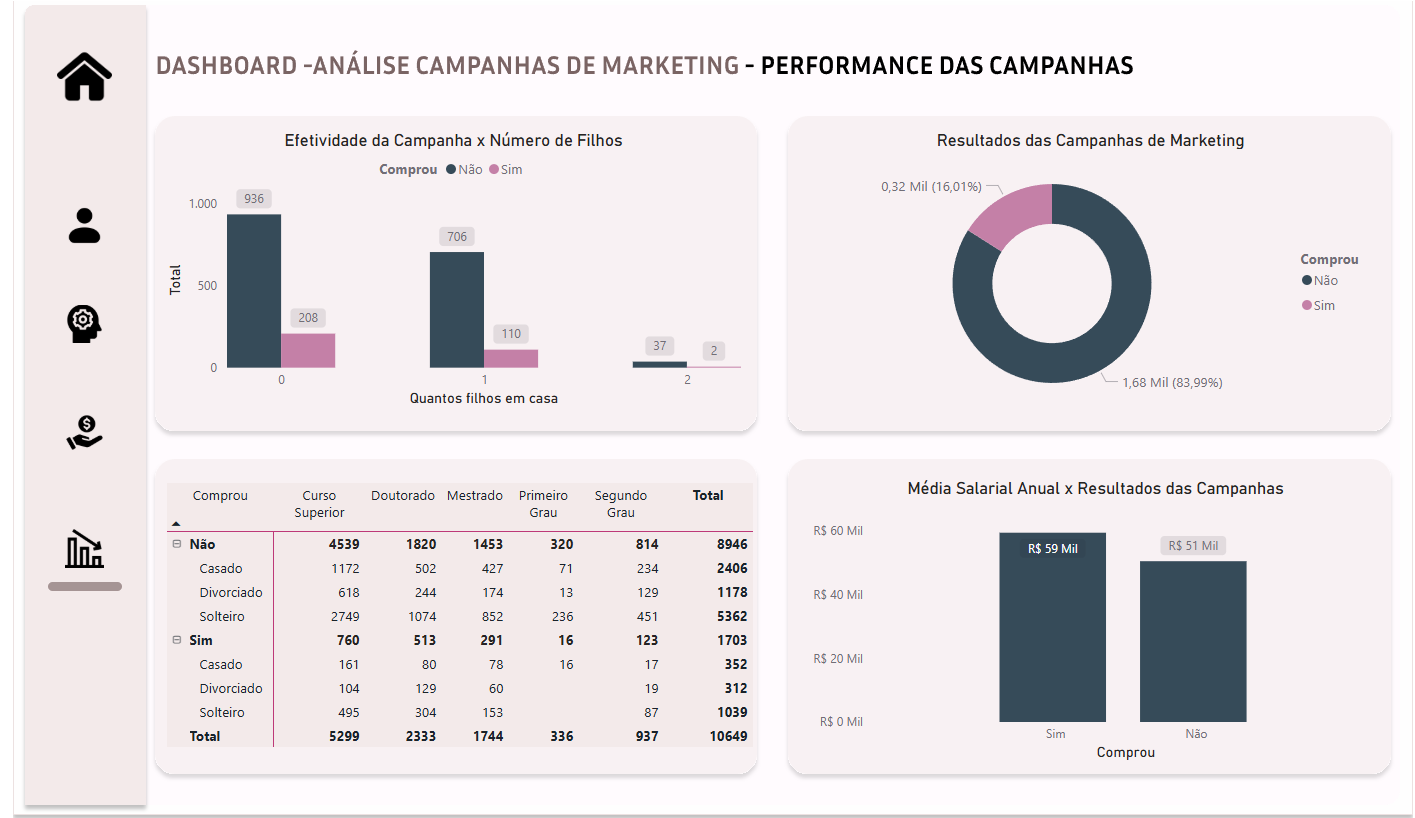 DASHBOARD -ANÁLISE CAMPANHAS DE MARKETING - PERFORMANCE DAS CAMPANHAS
Efetividade da Campanha x Número de Filhos
Comprou Não Sim
Total
1.000
500
0
936
208
706
110
37
2
0 1 2
Quantos filhos em casa
Resultados das Campanhas de Marketing
0,32 Mil (16,01%)
1,68 Mil (83,99%)
Comprou
Não
Sim
Comprou Curso Superior Doutorado Mestrado Primeiro Grau Segundo Grau Total
Não 4539 1820 1453 320 814 8946
Casado 1172 502 427 71 234 2406
Divorciado 618 244 174 13 129 1178
Solteiro 2749 1074 852 236 451 5362
Sim 760 513 291 16 123 1703
Casado 161 80 78 16 17 352
Divorciado 104 129 60 19 312
Solteiro 495 304 153 87 1039
Total 5299 2333 1744 336 937 10649
Média Salarial Anual x Resultados das Campanhas
R$ 60 Mil
R$ 40 Mil
R$ 20 Mil
R$ 0 Mil
R$ 59 Mil
R$ 51 Mil
Sim Não
Comprou